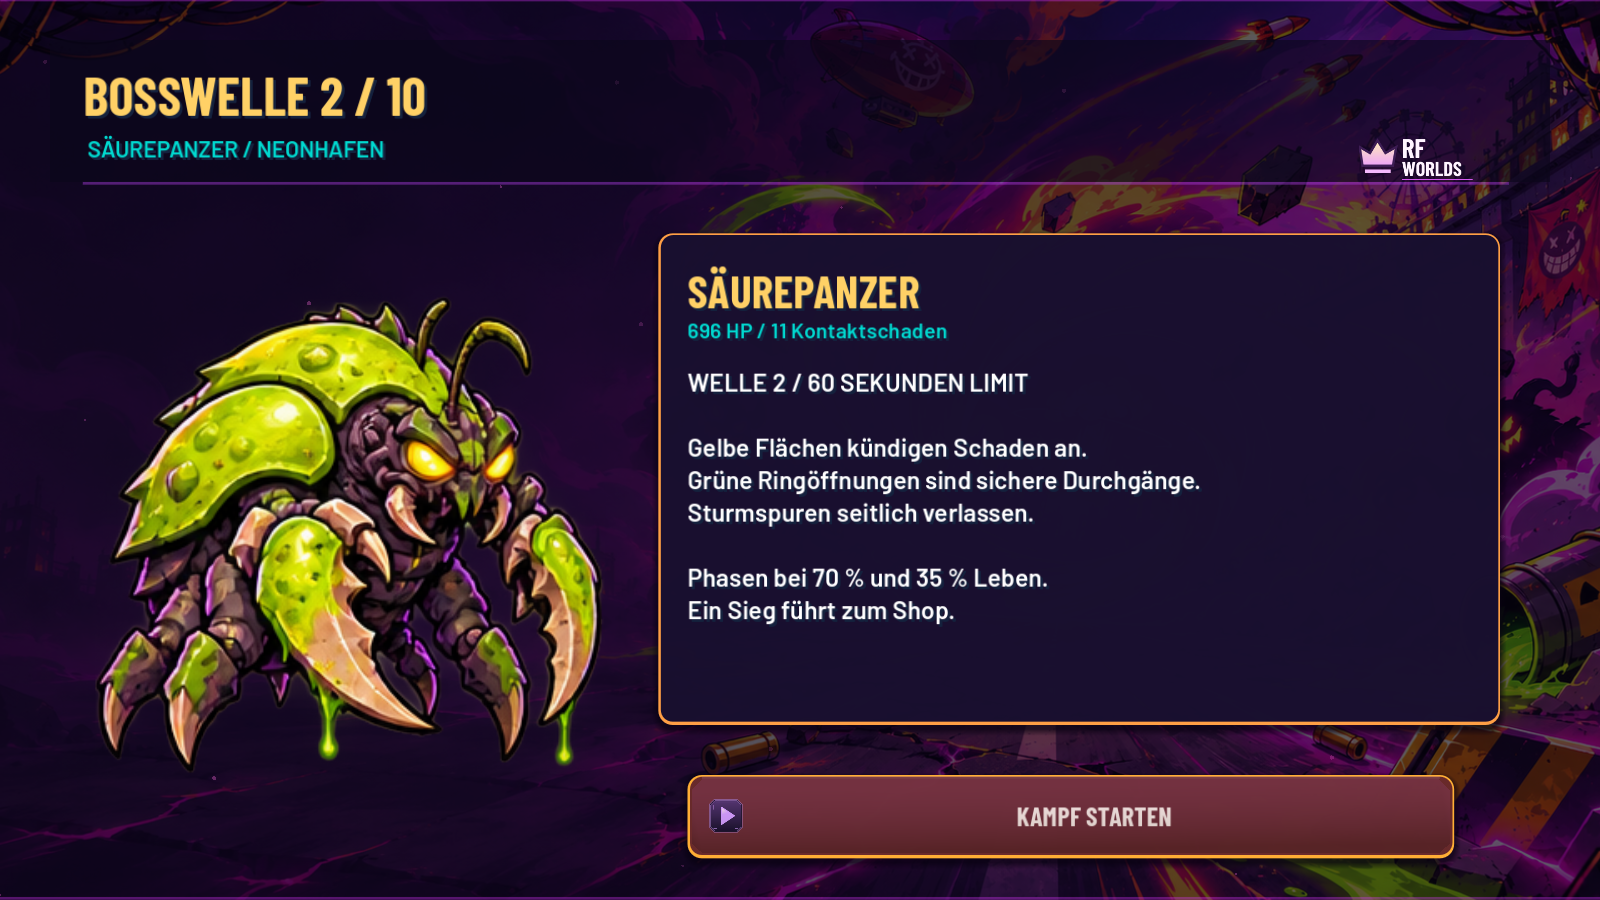 BOSSWELLE 2 / 10
SÄUREPANZER / NEONHAFEN
RF
WORLDS
SÄUREPANZER
696 HP / 11 Kontaktschaden
WELLE 2 / 60 SEKUNDEN LIMIT
Gelbe Flächen kündigen Schaden an.
Grüne Ringöffnungen sind sichere Durchgänge.
Sturmspuren seitlich verlassen.
Phasen bei 70 % und 35 % Leben.
Ein Sieg führt zum Shop.
KAMPF STARTEN